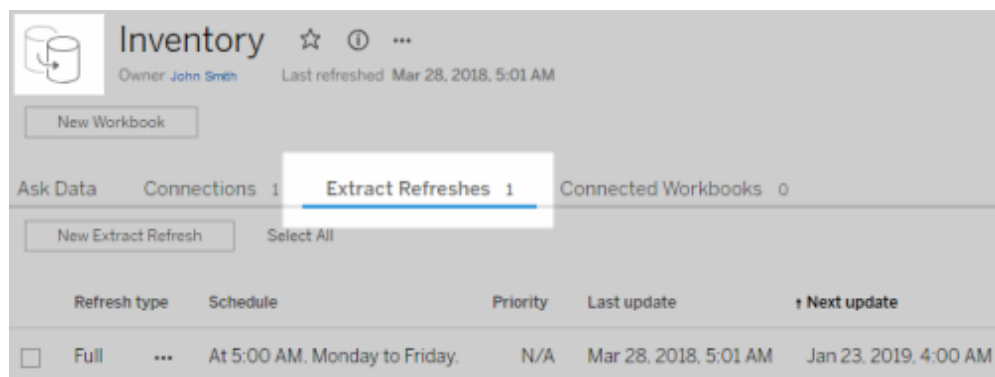 Inventory
Owner John Smith Last refreshed Mar 28, 2018, 5:01 AM
New Workbook
Ask Data Connections 1 Extract Refreshes 1 Connected Workbooks 0
New Extract Refresh Select All
Refresh type Schedule Priority Last update ↑ Next update
Full ••• At 5:00 AM, Monday to Friday. N/A Mar 28, 2018, 5:01 AM Jan 23, 2019, 4:00 AM